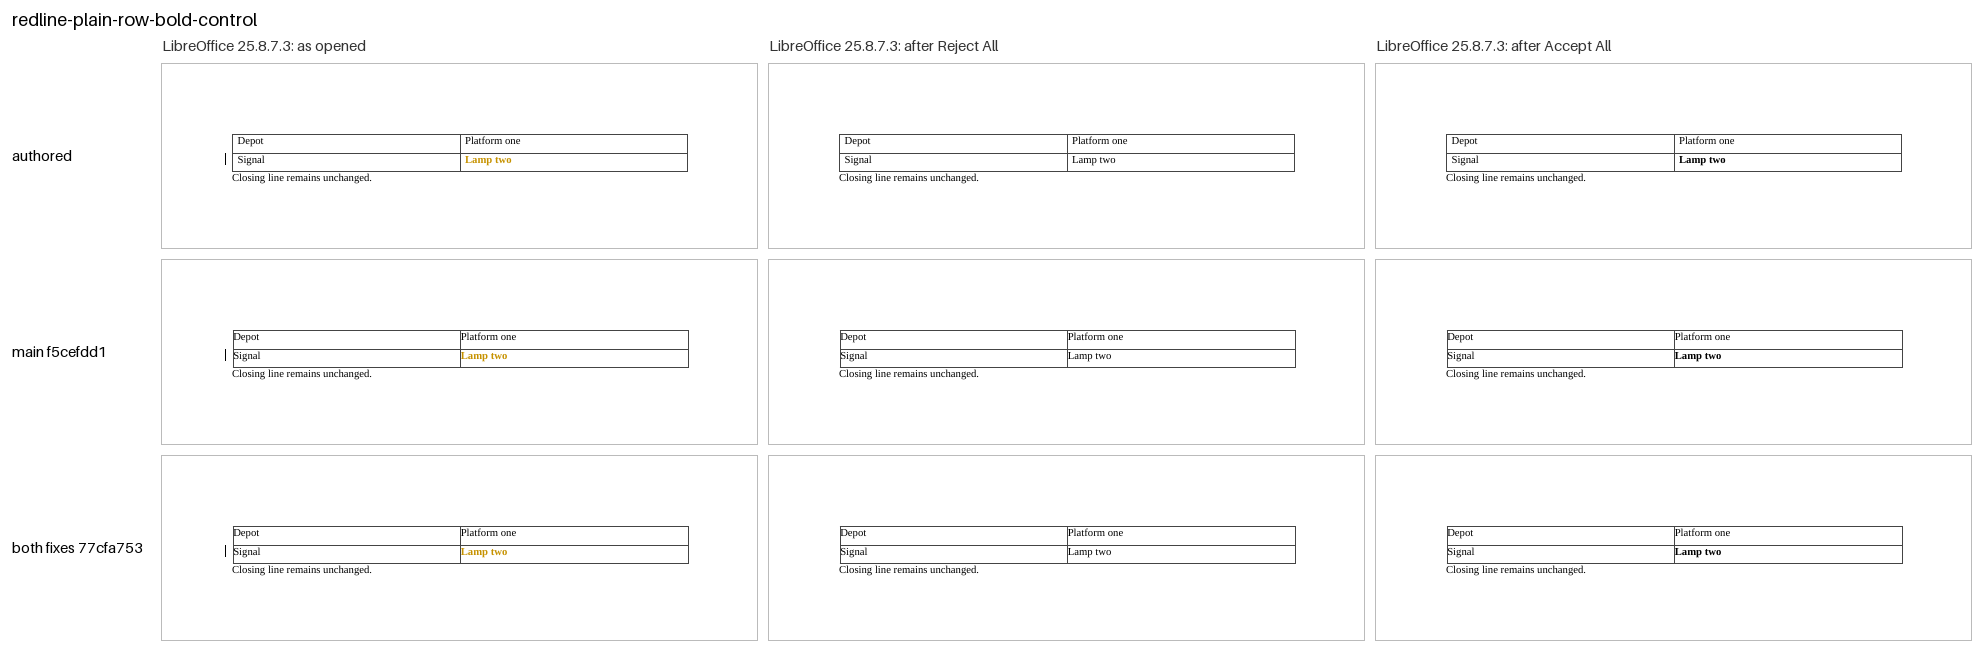 redline-plain-row-bold-control
LibreOffice 25.8.7.3: as opened
LibreOffice 25.8.7.3: after Reject All
LibreOffice 25.8.7.3: after Accept All
authored
Depot Platform one
Signal Lamp two
Closing line remains unchanged.
Depot Platform one
Signal Lamp two
Closing line remains unchanged.
Depot Platform one
Signal Lamp two
Closing line remains unchanged.
main f5cefdd1
Depot Platform one
Signal Lamp two
Closing line remains unchanged.
Depot Platform one
Signal Lamp two
Closing line remains unchanged.
Depot Platform one
Signal Lamp two
Closing line remains unchanged.
both fixes 77cfa753
Depot Platform one
Signal Lamp two
Closing line remains unchanged.
Depot Platform one
Signal Lamp two
Closing line remains unchanged.
Depot Platform one
Signal Lamp two
Closing line remains unchanged.